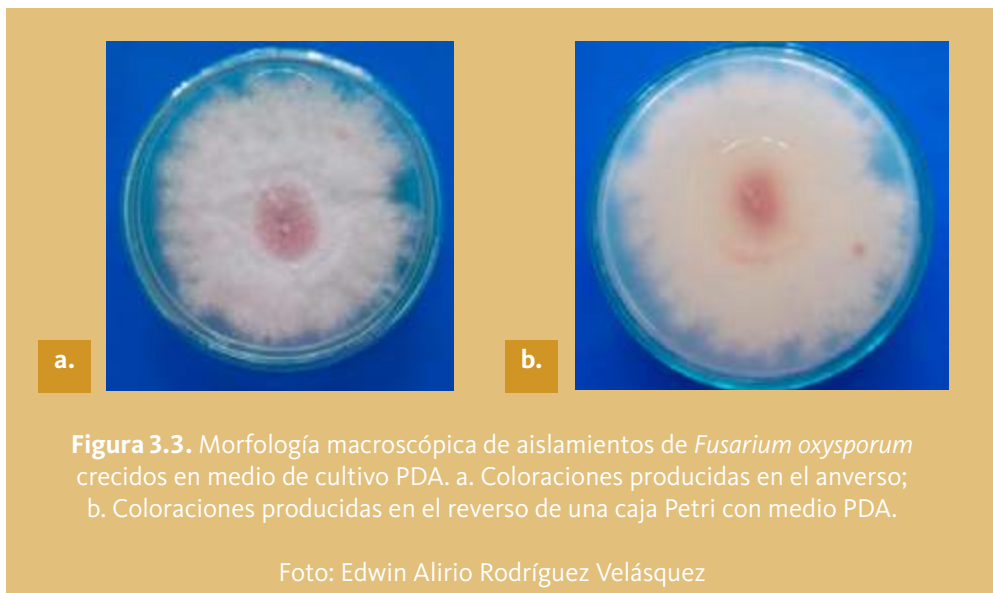 a.
b.
Figura 3.3. Morfología macroscópica de aislamientos de Fusarium oxysporum
crecidos en medio de cultivo PDA. a. Coloraciones producidas en el anverso;
b. Coloraciones producidas en el reverso de una caja Petri con medio PDA.
Foto: Edwin Alirio Rodríguez Velásquez